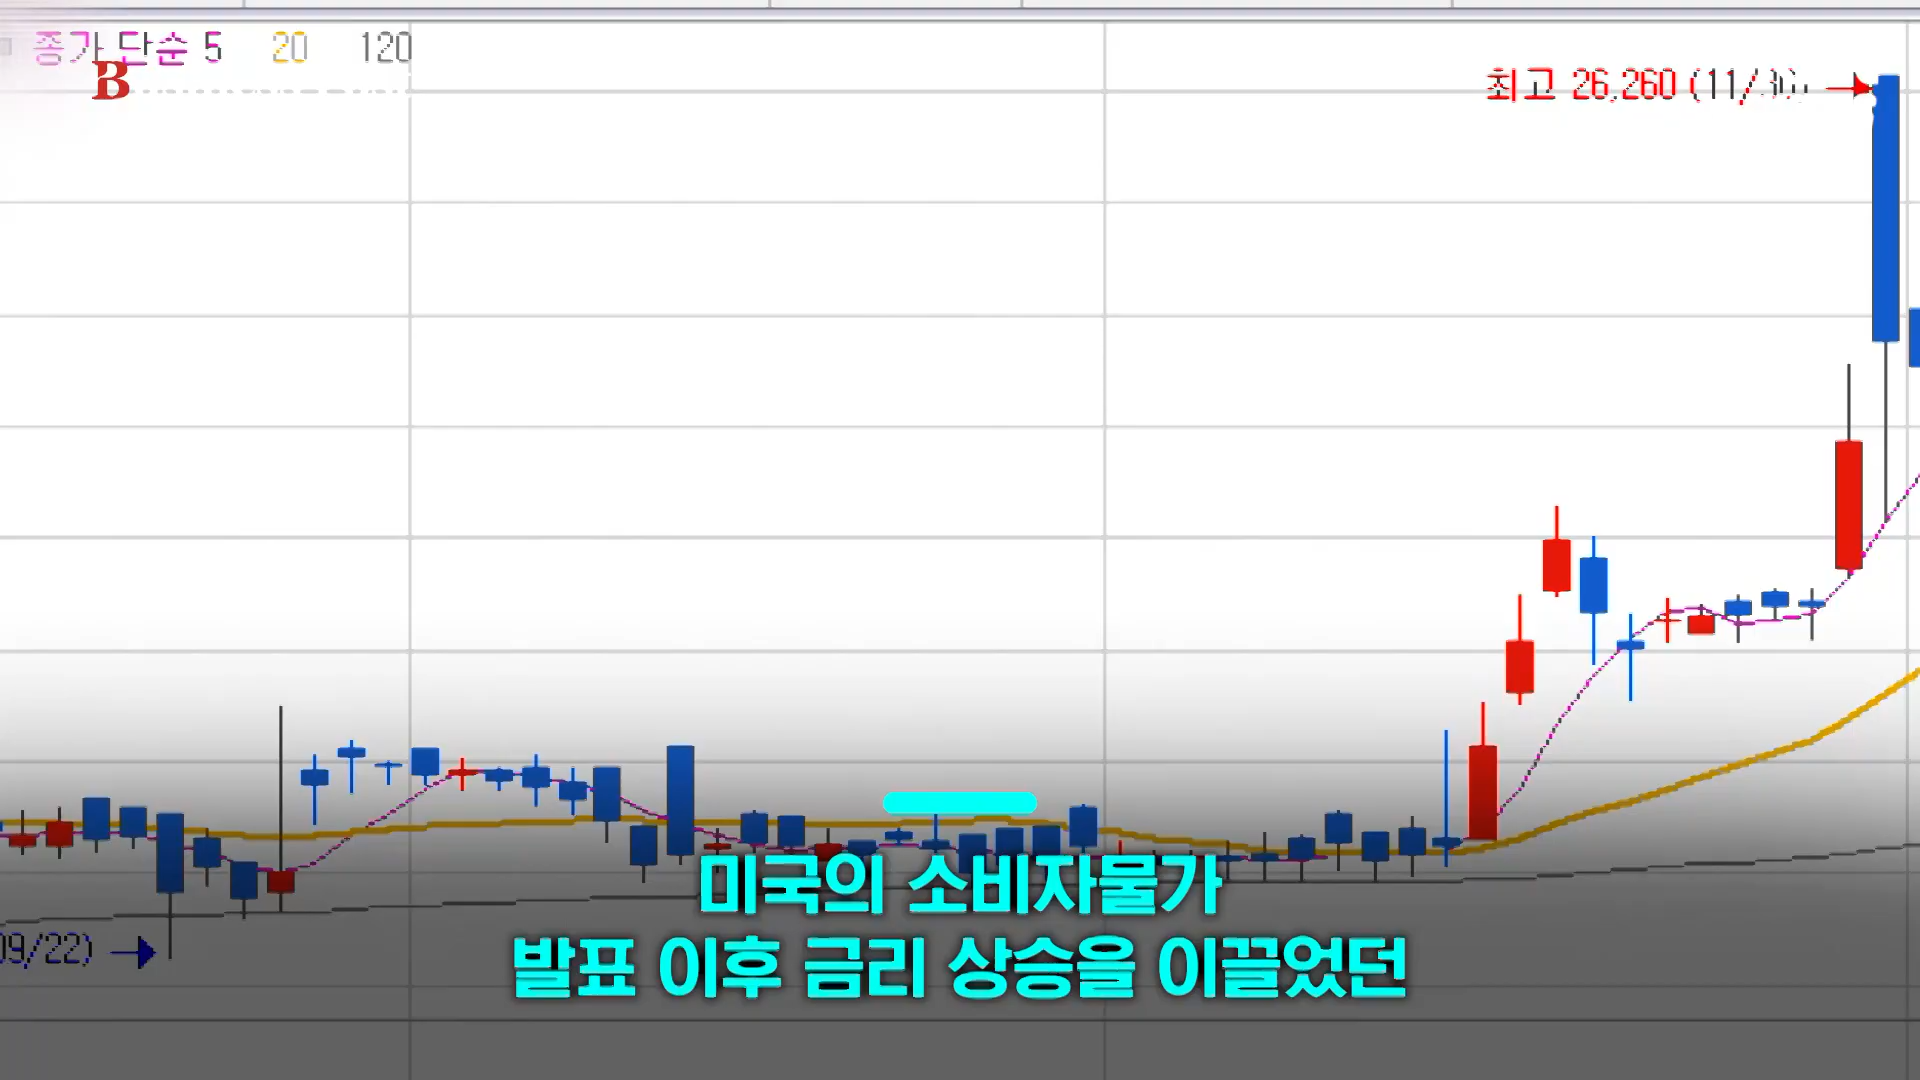 종가 단순 5 20 120
B
최고 26,260
09/22)
미국의 소비자물가
발표 이후 금리 상승을 이끌었던